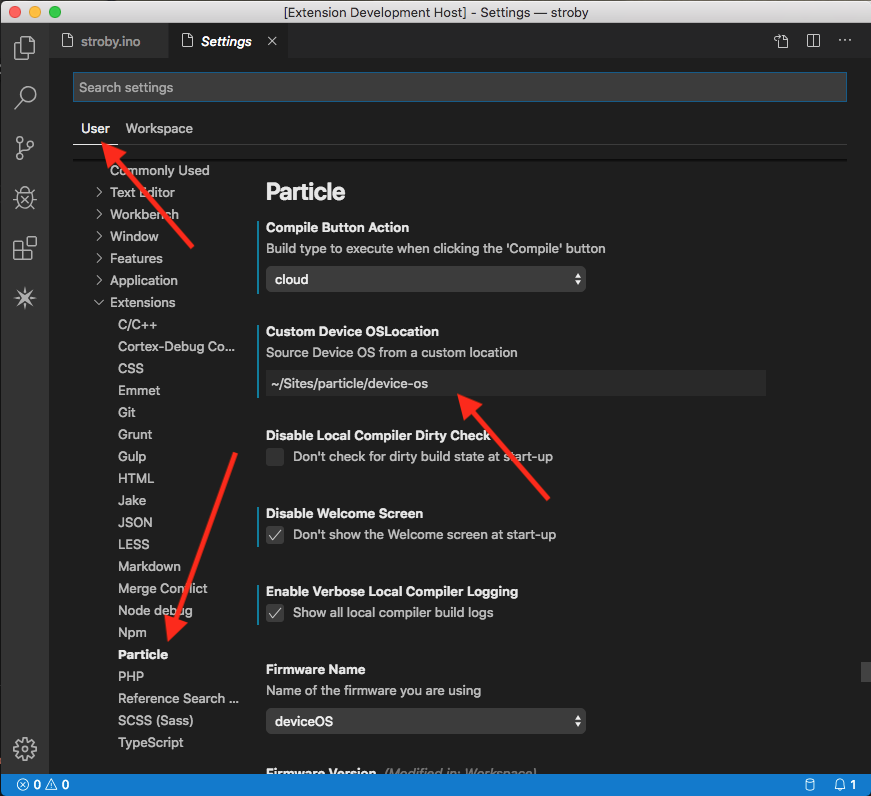 [Extension Development Host] - Settings — stroby
stroby.ino
Settings
Search settings
User Workspace
Commonly Used
Text Editor
Workbench
Window
Features
Application
Extensions
C/C++
Cortex-Debug Co...
CSS
Emmet
Git
Grunt
Gulp
HTML
Jake
JSON
LESS
Markdown
Merge Conflict
Node debug
Npm
Particle
PHP
Reference Search ...
SCSS (Sass)
TypeScript
Particle
Compile Button Action
Build type to execute when clicking the 'Compile' button
cloud
Custom Device OSLocation
Source Device OS from a custom location
~/Sites/particle/device-os
Disable Local Compiler Dirty Check
Don't check for dirty build state at start-up
Disable Welcome Screen
Don't show the Welcome screen at start-up
Enable Verbose Local Compiler Logging
Show all local compiler build logs
Firmware Name
Name of the firmware you are using
deviceOS
Firmware Version (Modified in: Workspace)
0 0
1